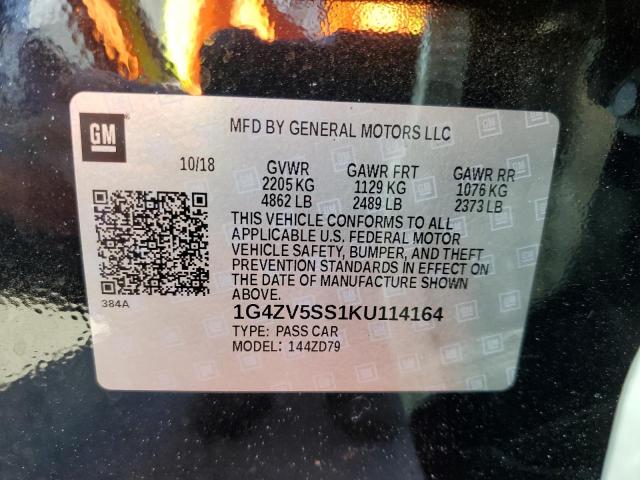 GM
MFD BY GENERAL MOTORS LLC
10/18 GVWR GAWR FRT GAWR RR
2205 KG 1129 KG 1076 KG
4862 LB 2489 LB 2373 LB
THIS VEHICLE CONFORMS TO ALL
APPLICABLE U.S. FEDERAL MOTOR
VEHICLE SAFETY, BUMPER, AND THEFT
PREVENTION STANDARDS IN EFFECT ON
THE DATE OF MANUFACTURE SHOWN
ABOVE.
384A
1G4ZV5SS1KU114164
TYPE: PASS CAR
MODEL: 144ZD79